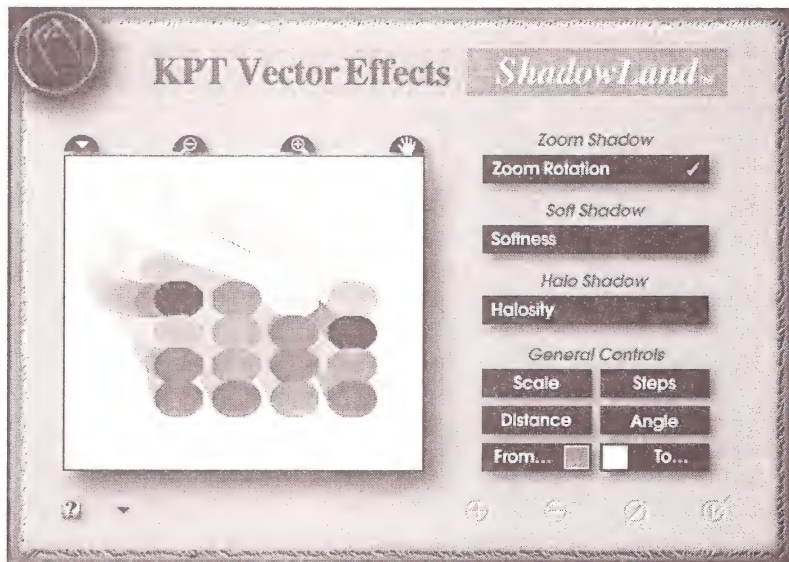 KPT Vector Effects
ShadowLand™
Zoom Shadow
Zoom Rotation
Soft Shadow
Softness
Halo Shadow
Halosity
General Controls
Scale
Steps
Distance
Angle
From...
To...
?